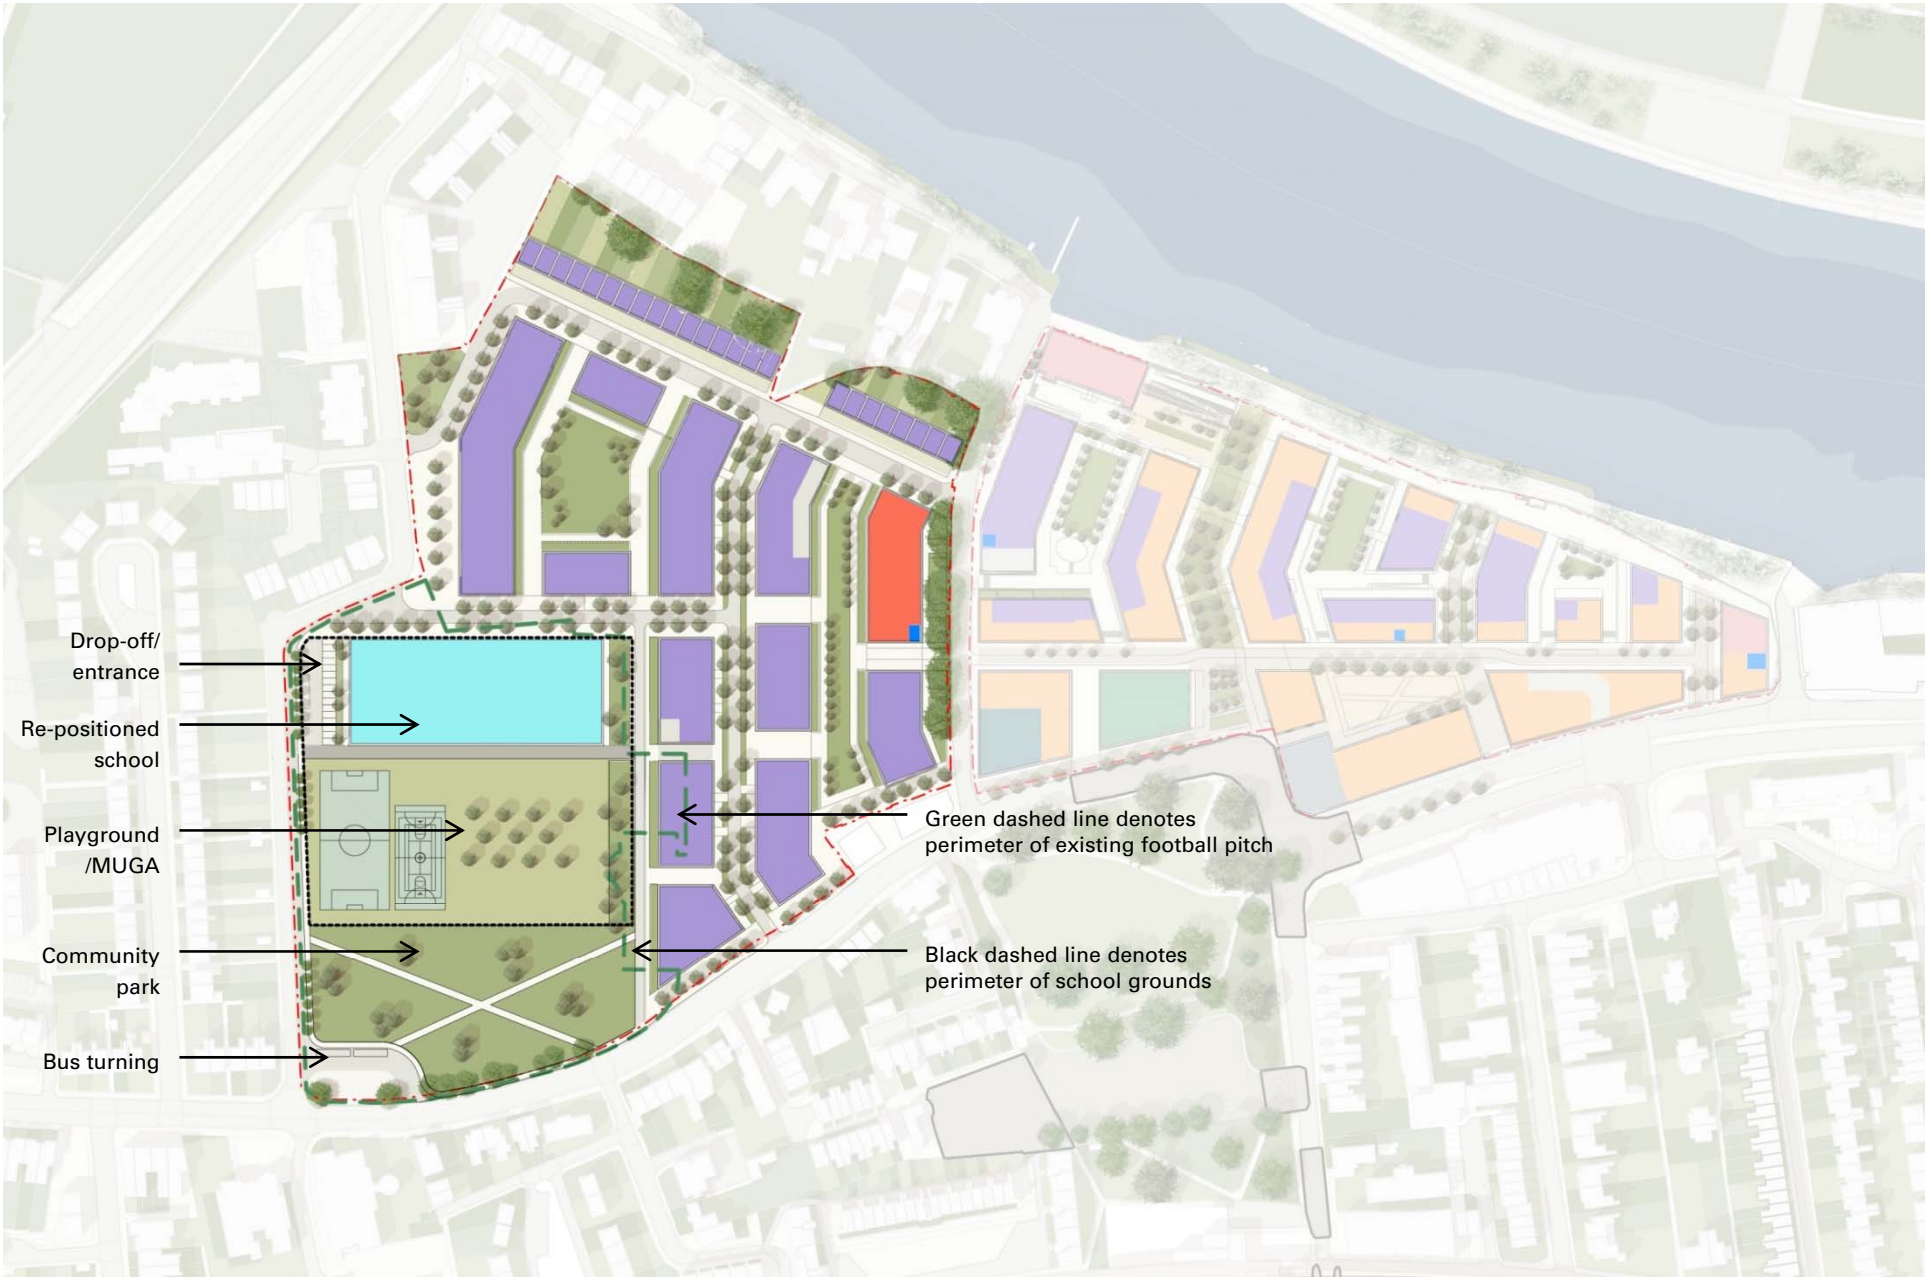 Drop-off/
entrance
Re-positioned
school
Playground
/MUGA
Green dashed line denotes
perimeter of existing football pitch
Community
park
Black dashed line denotes
perimeter of school grounds
Bus turning